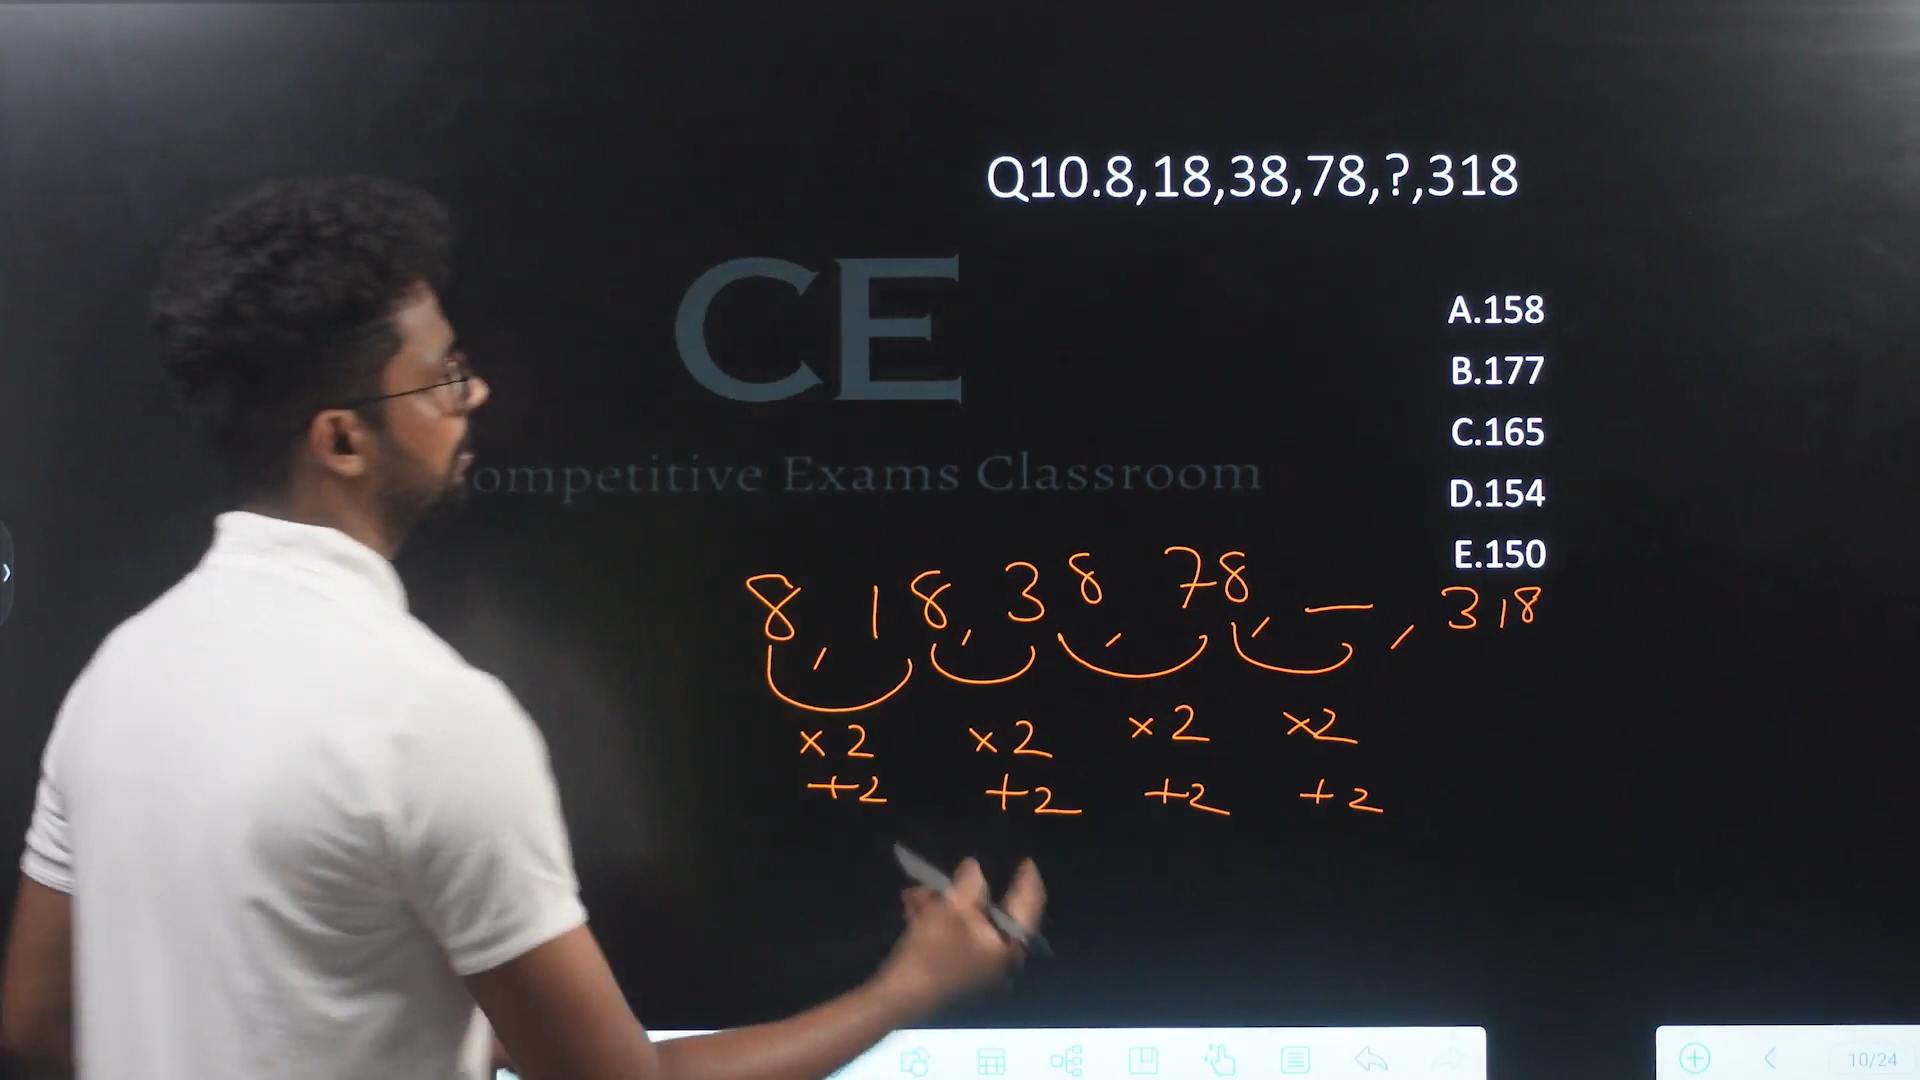 Q10.8,18,38,78,?,318
CE
ompetitive Exams Classroom
A.158
B.177
C.165
D.154
E.150
8, 18, 38, 78, _, 318
×2 ×2 ×2 ×2
+2 +2 +2 +2
10/24